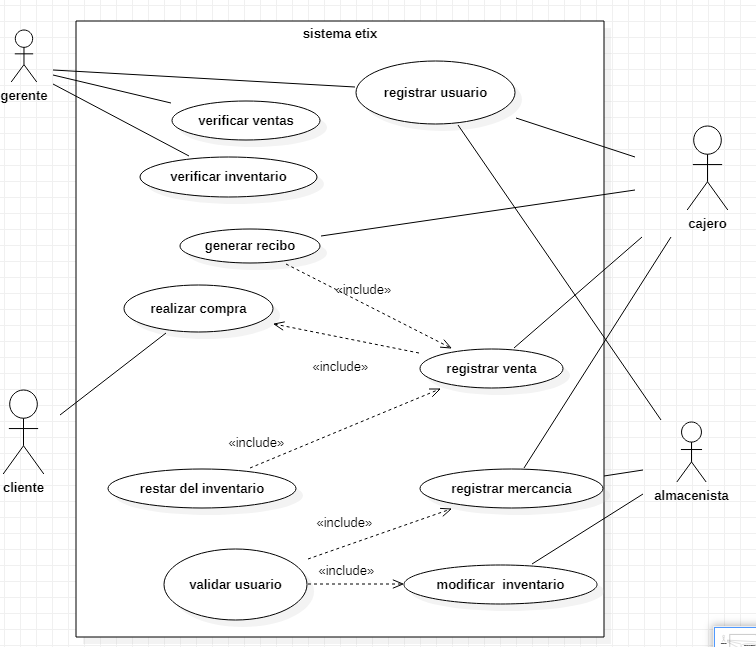 sistema etix
gerente
registrar usuario
verificar ventas
verificar inventario
cajero
generar recibo
«include»
realizar compra
«include»
registrar venta
«include»
cliente
restar del inventario
registrar mercancia
almacenista
«include»
«include»
validar usuario
modificar  inventario